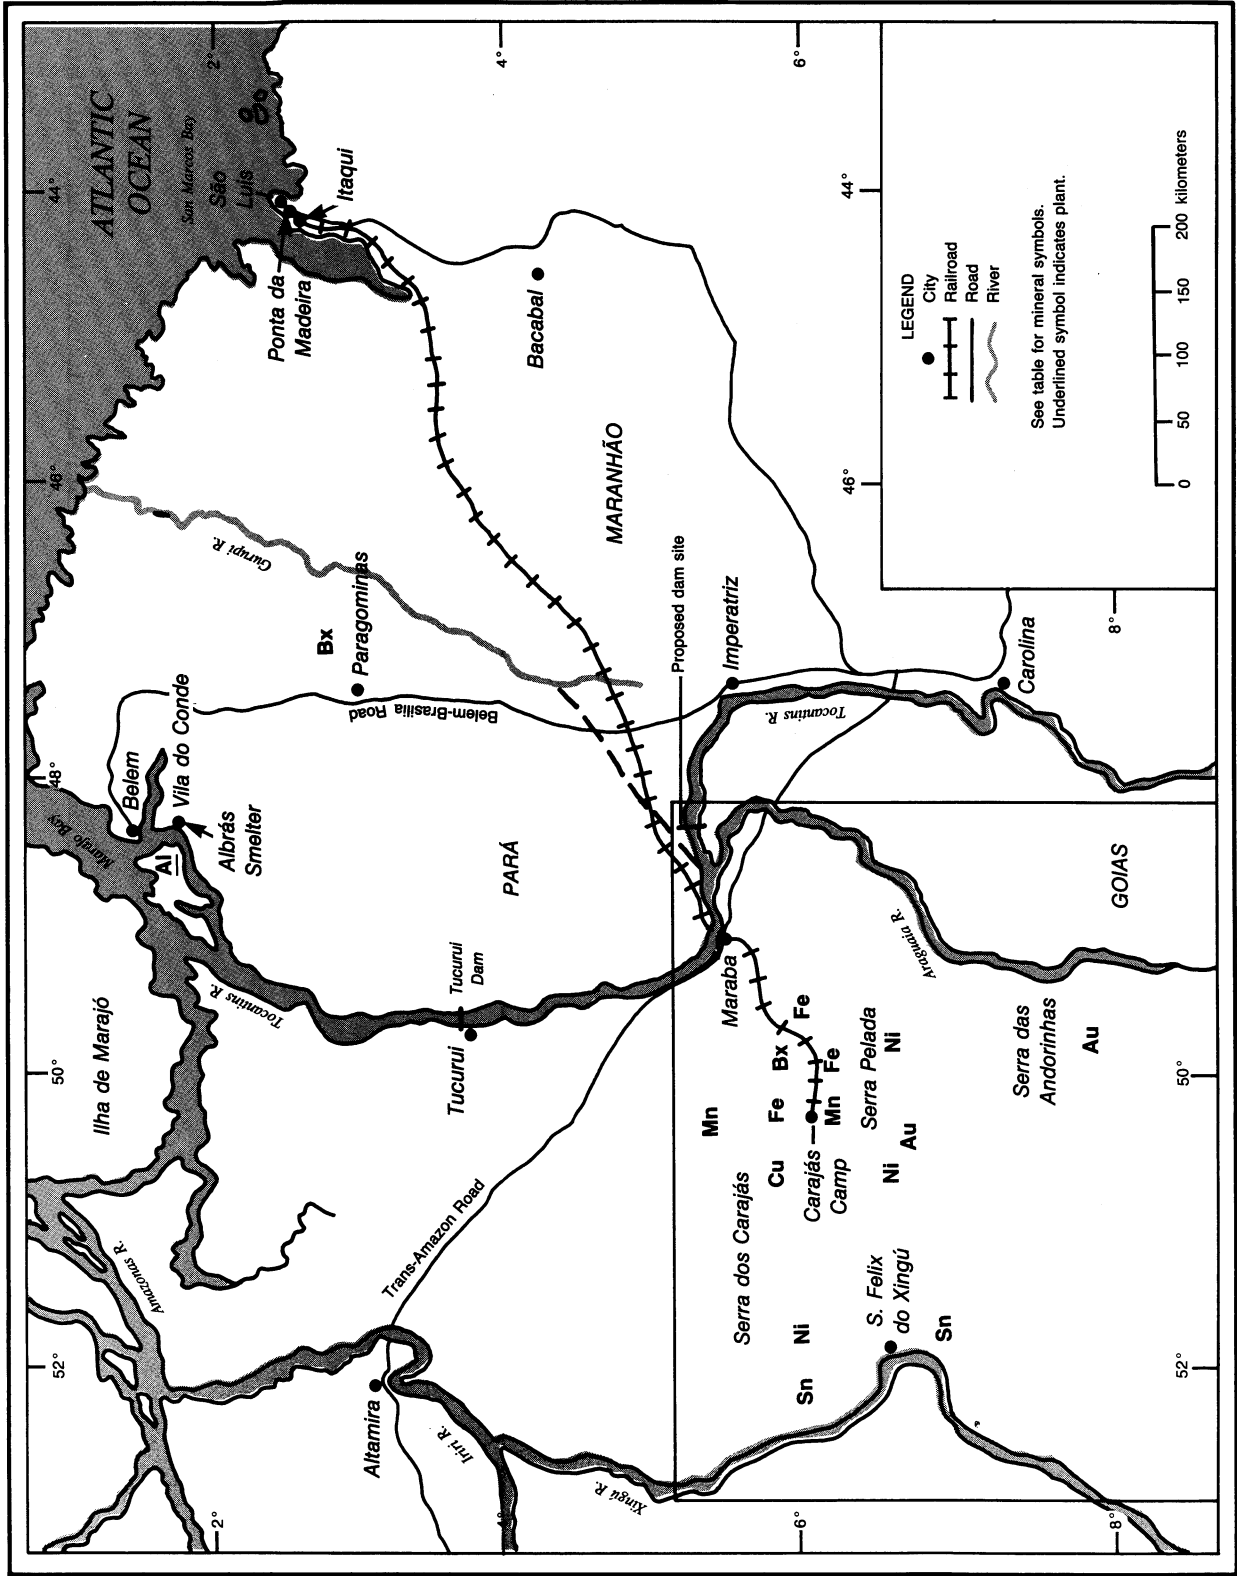 ATLANTIC
OCEAN
San Marcos Bay
São
Luís
Itaqui
Ponta da
Madeira
Bacabal
MARANHÃO
Gurupi R.
Bx
Paragominas
Belem-Brasilia Road
Proposed dam site
Imperatriz
Carolina
Tocantins R.
Marajo Bay
Belem
Vila do Conde
Al
Albrás
Smelter
PARÁ
GOIAS
Araguaia R.
Ilha de Marajó
Tocantins R.
Tucurui
Tucurui
Dam
Maraba
Fe
Bx
Fe
Fe
Mn
Mn
Cu
Carajás
Camp
Serra Pelada
Ni
Au
Ni
Serra das
Andorinhas
Au
Serra dos Carajás
Trans-Amazon Road
Amazonas R.
Altamira
Iriri R.
Xingú R.
Ni
Sn
S. Felix
do Xingú
Sn
44°
46°
48°
50°
52°
2°
4°
6°
8°
44°
46°
50°
52°
2°
4°
6°
8°
LEGEND
City
Railroad
Road
River
See table for mineral symbols.
Underlined symbol indicates plant.
0 50 100 150 200 kilometers